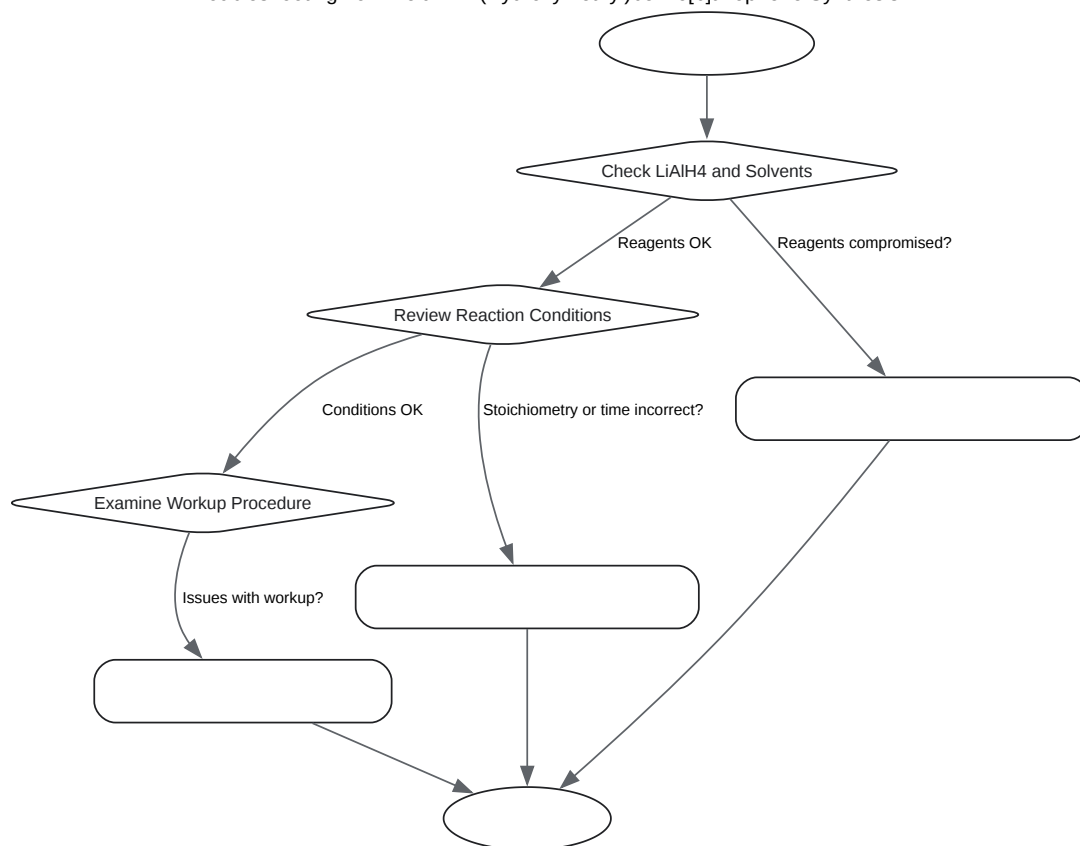 Check LiAlH4 and Solvents
Reagents OK
Reagents compromised?
Review Reaction Conditions
Conditions OK
Stoichiometry or time incorrect?
Examine Workup Procedure
Issues with workup?